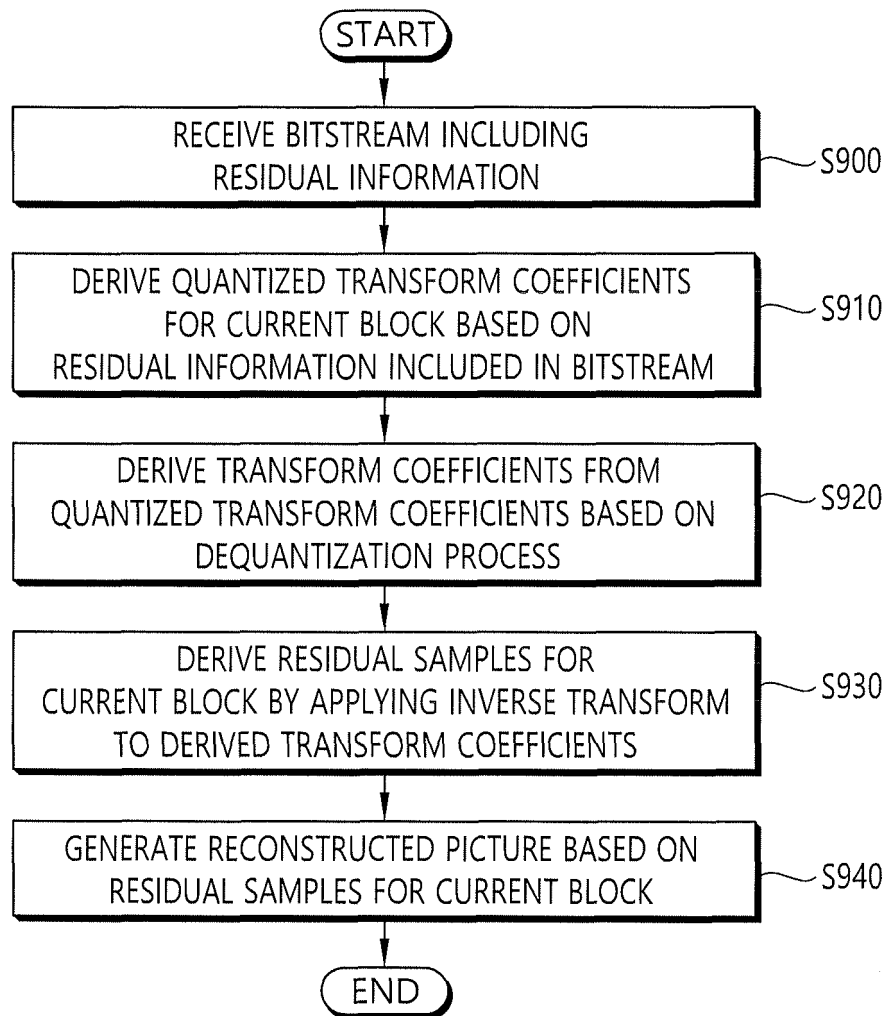 START
RECEIVE BITSTREAM INCLUDING
RESIDUAL INFORMATION
S900
DERIVE QUANTIZED TRANSFORM COEFFICIENTS
FOR CURRENT BLOCK BASED ON
RESIDUAL INFORMATION INCLUDED IN BITSTREAM
S910
DERIVE TRANSFORM COEFFICIENTS FROM
QUANTIZED TRANSFORM COEFFICIENTS BASED ON
DEQUANTIZATION PROCESS
S920
DERIVE RESIDUAL SAMPLES FOR
CURRENT BLOCK BY APPLYING INVERSE TRANSFORM
TO DERIVED TRANSFORM COEFFICIENTS
S930
GENERATE RECONSTRUCTED PICTURE BASED ON
RESIDUAL SAMPLES FOR CURRENT BLOCK
S940
END